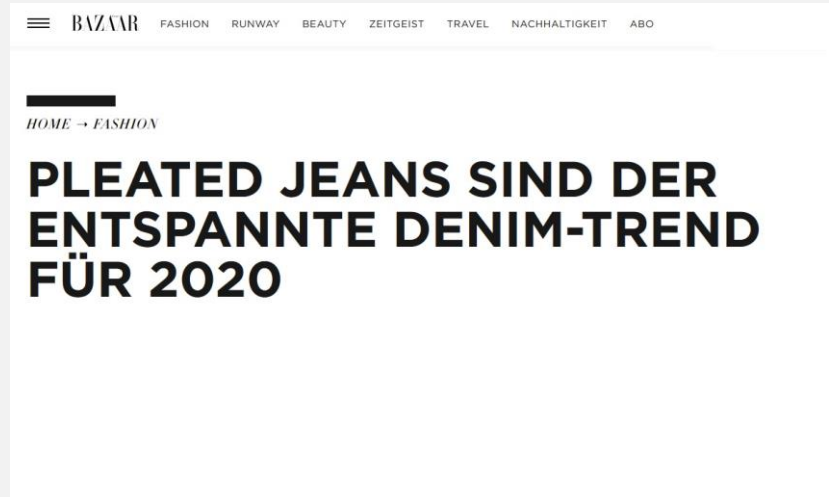 BAZAAR FASHION RUNWAY BEAUTY ZEITGEIST TRAVEL NACHHALTIGKEIT ABO
HOME → FASHION
PLEATED JEANS SIND DER
ENTSPANNTE DENIM-TREND
FÜR 2020